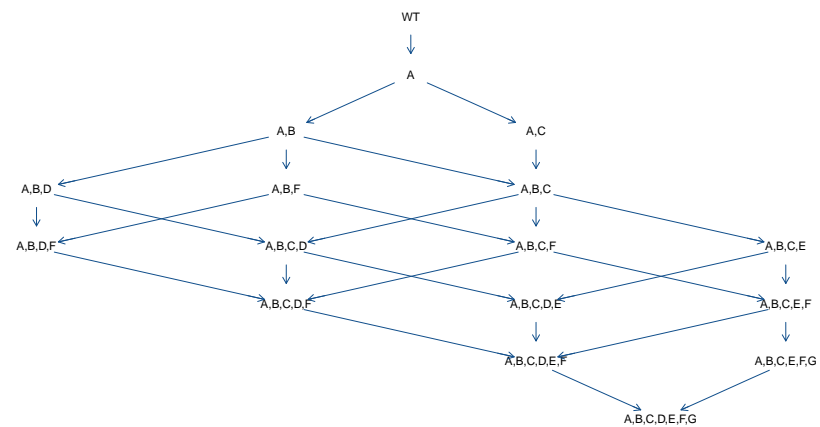 WT
A
A,B
A,C
A,B,D
A,B,F
A,B,C
A,B,D,F
A,B,C,D
A,B,C,F
A,B,C,E
A,B,C,D,F
A,B,C,D,E
A,B,C,E,F
A,B,C,D,E,F
A,B,C,E,F,G
A,B,C,D,E,F,G